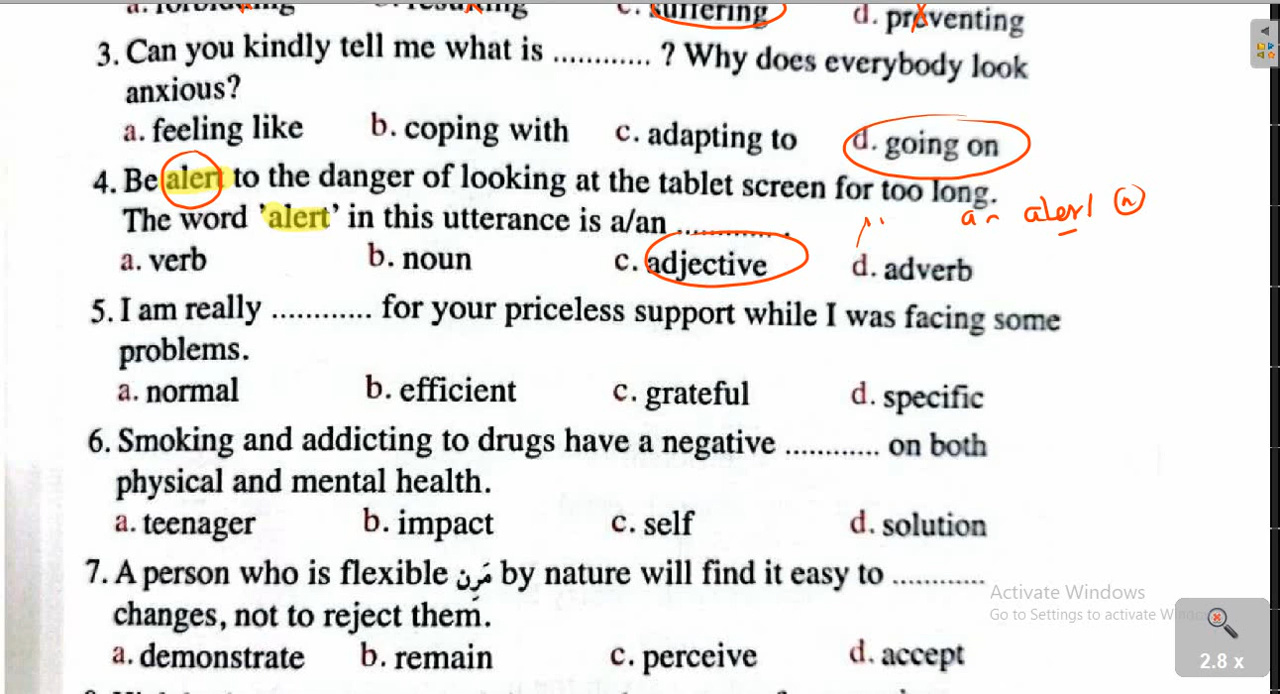 c. suffering d. preventing
3. Can you kindly tell me what is ............ ? Why does everybody look
anxious?
a. feeling like b. coping with c. adapting to d. going on
4. Be alert to the danger of looking at the tablet screen for too long.
The word 'alert' in this utterance is a/an ............ .
an alert (n)
a. verb b. noun c. adjective d. adverb
5. I am really ............ for your priceless support while I was facing some
problems.
a. normal b. efficient c. grateful d. specific
6. Smoking and addicting to drugs have a negative ............ on both
physical and mental health.
a. teenager b. impact c. self d. solution
7. A person who is flexible مَرِن by nature will find it easy to ............
changes, not to reject them.
a. demonstrate b. remain c. perceive d. accept
Activate Windows
Go to Settings to activate
2.8 x